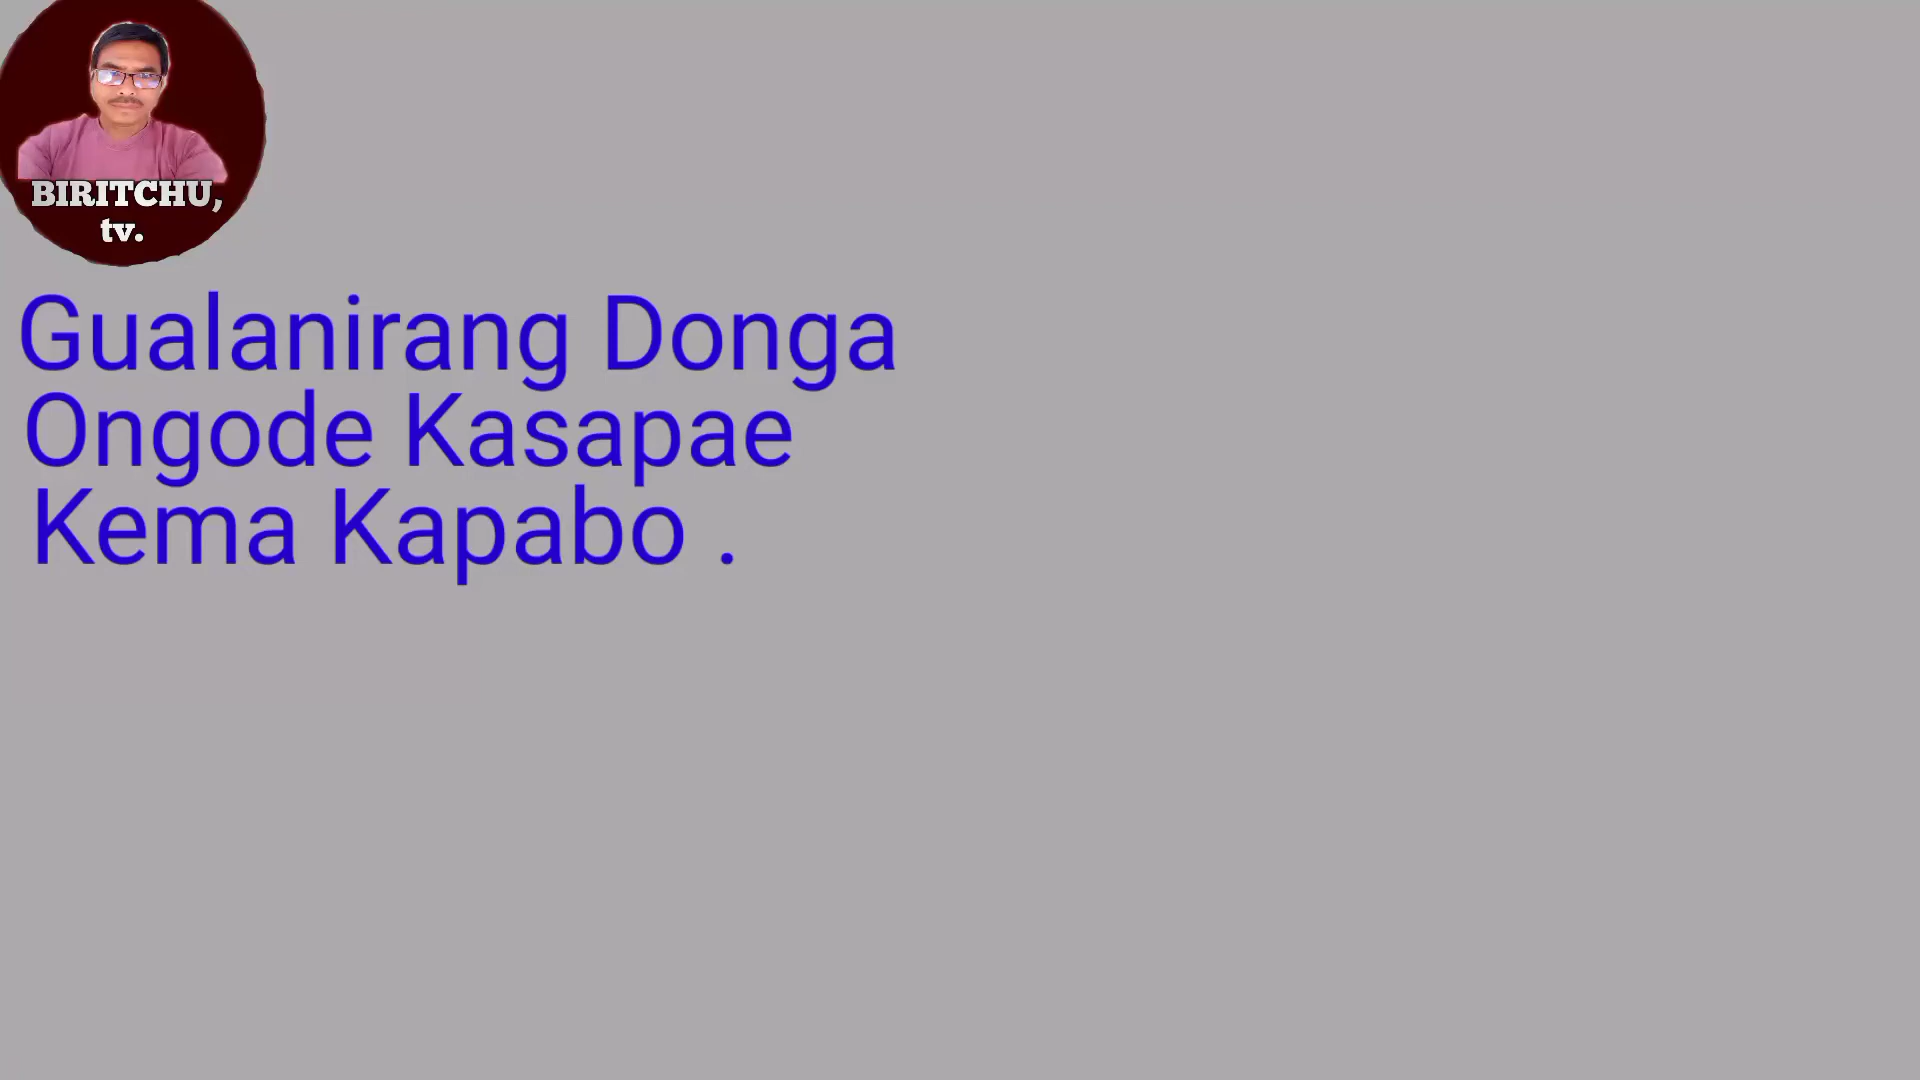 BIRITCHU,
tv.
Gualanirang Donga
Ongode Kasapae
Kema Kapabo .